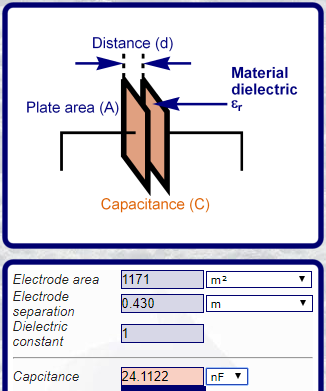 Distance (d)
Material
dielectric
εr
Plate area (A)
Capacitance (C)
Electrode area 1171 m²
Electrode
separation 0.430 m
Dielectric
constant 1
Capcitance 24.1122 nF